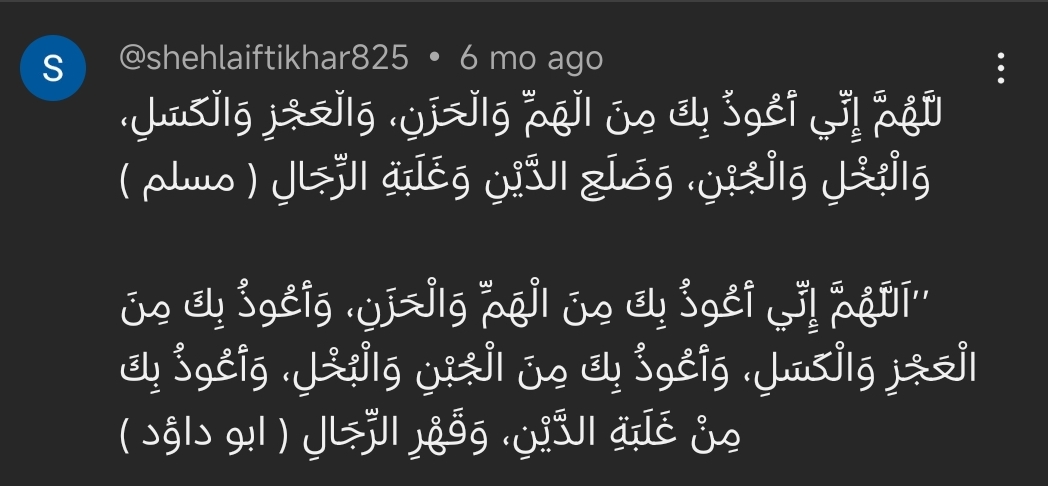 S
@shehlaiftikhar825 • 6 mo ago
للَّهُمَّ إِنِّي أَعُوذُ بِكَ مِنَ الْهَمِّ وَالْحَزَنِ، وَالْعَجْزِ وَالْكَسَلِ،
وَالْبُخْلِ وَالْجُبْنِ، وَضَلَعِ الدَّيْنِ وَغَلَبَةِ الرِّجَالِ ( مسلم )
’’اَللَّهُمَّ إِنِّي أَعُوذُ بِكَ مِنَ الْهَمِّ وَالْحَزَنِ، وَأَعُوذُ بِكَ مِنَ
الْعَجْزِ وَالْكَسَلِ، وَأَعُوذُ بِكَ مِنَ الْجُبْنِ وَالْبُخْلِ، وَأَعُوذُ بِكَ
مِنْ غَلَبَةِ الدَّيْنِ، وَقَهْرِ الرِّجَالِ ( ابو داؤد )